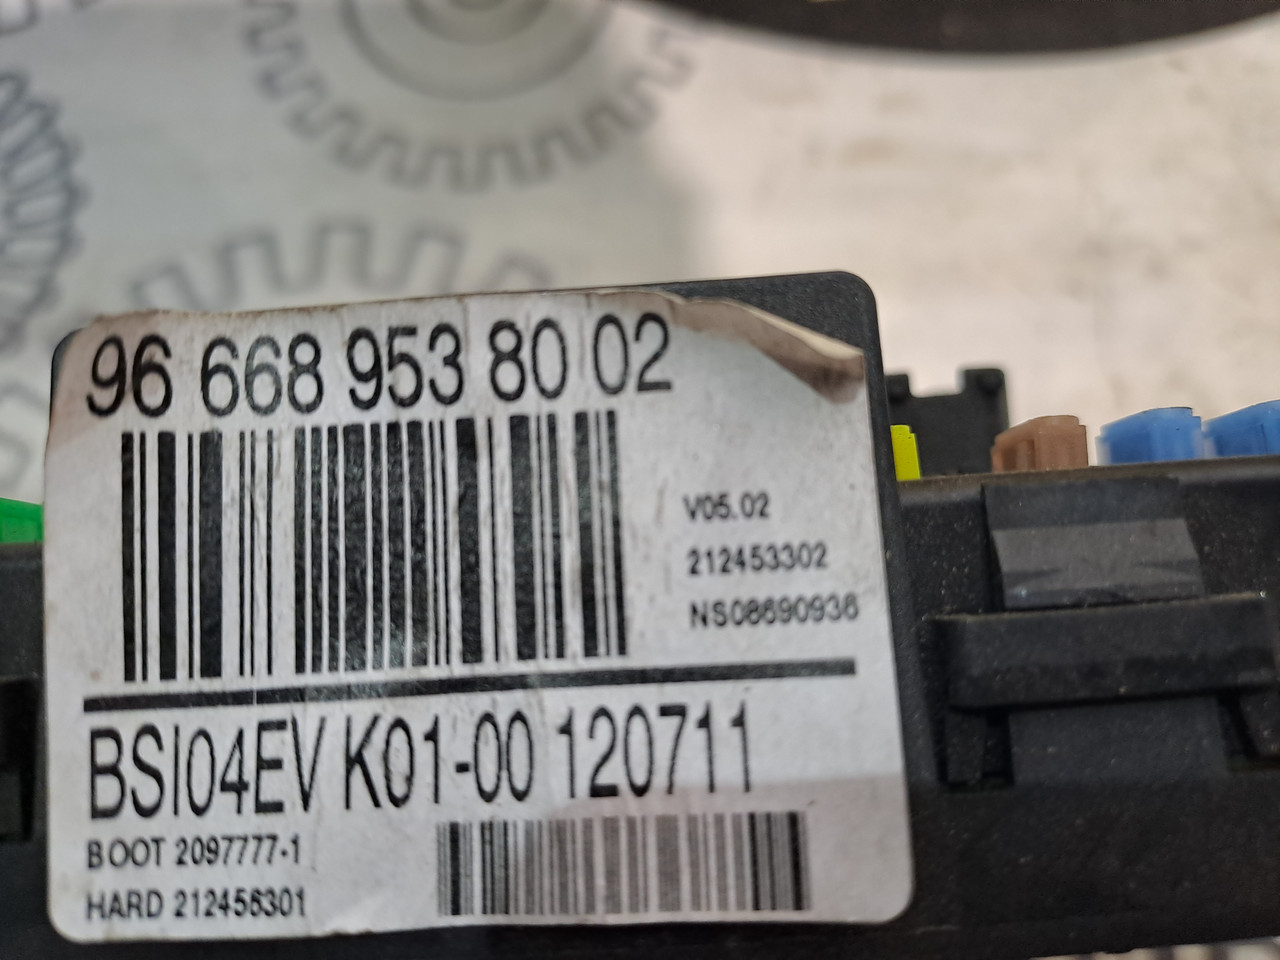 96 668 953 80 02
V05.02
212453302
NS08690936
BSI04EV K01-00 120711
BOOT 2097777-1
HARD 212456301